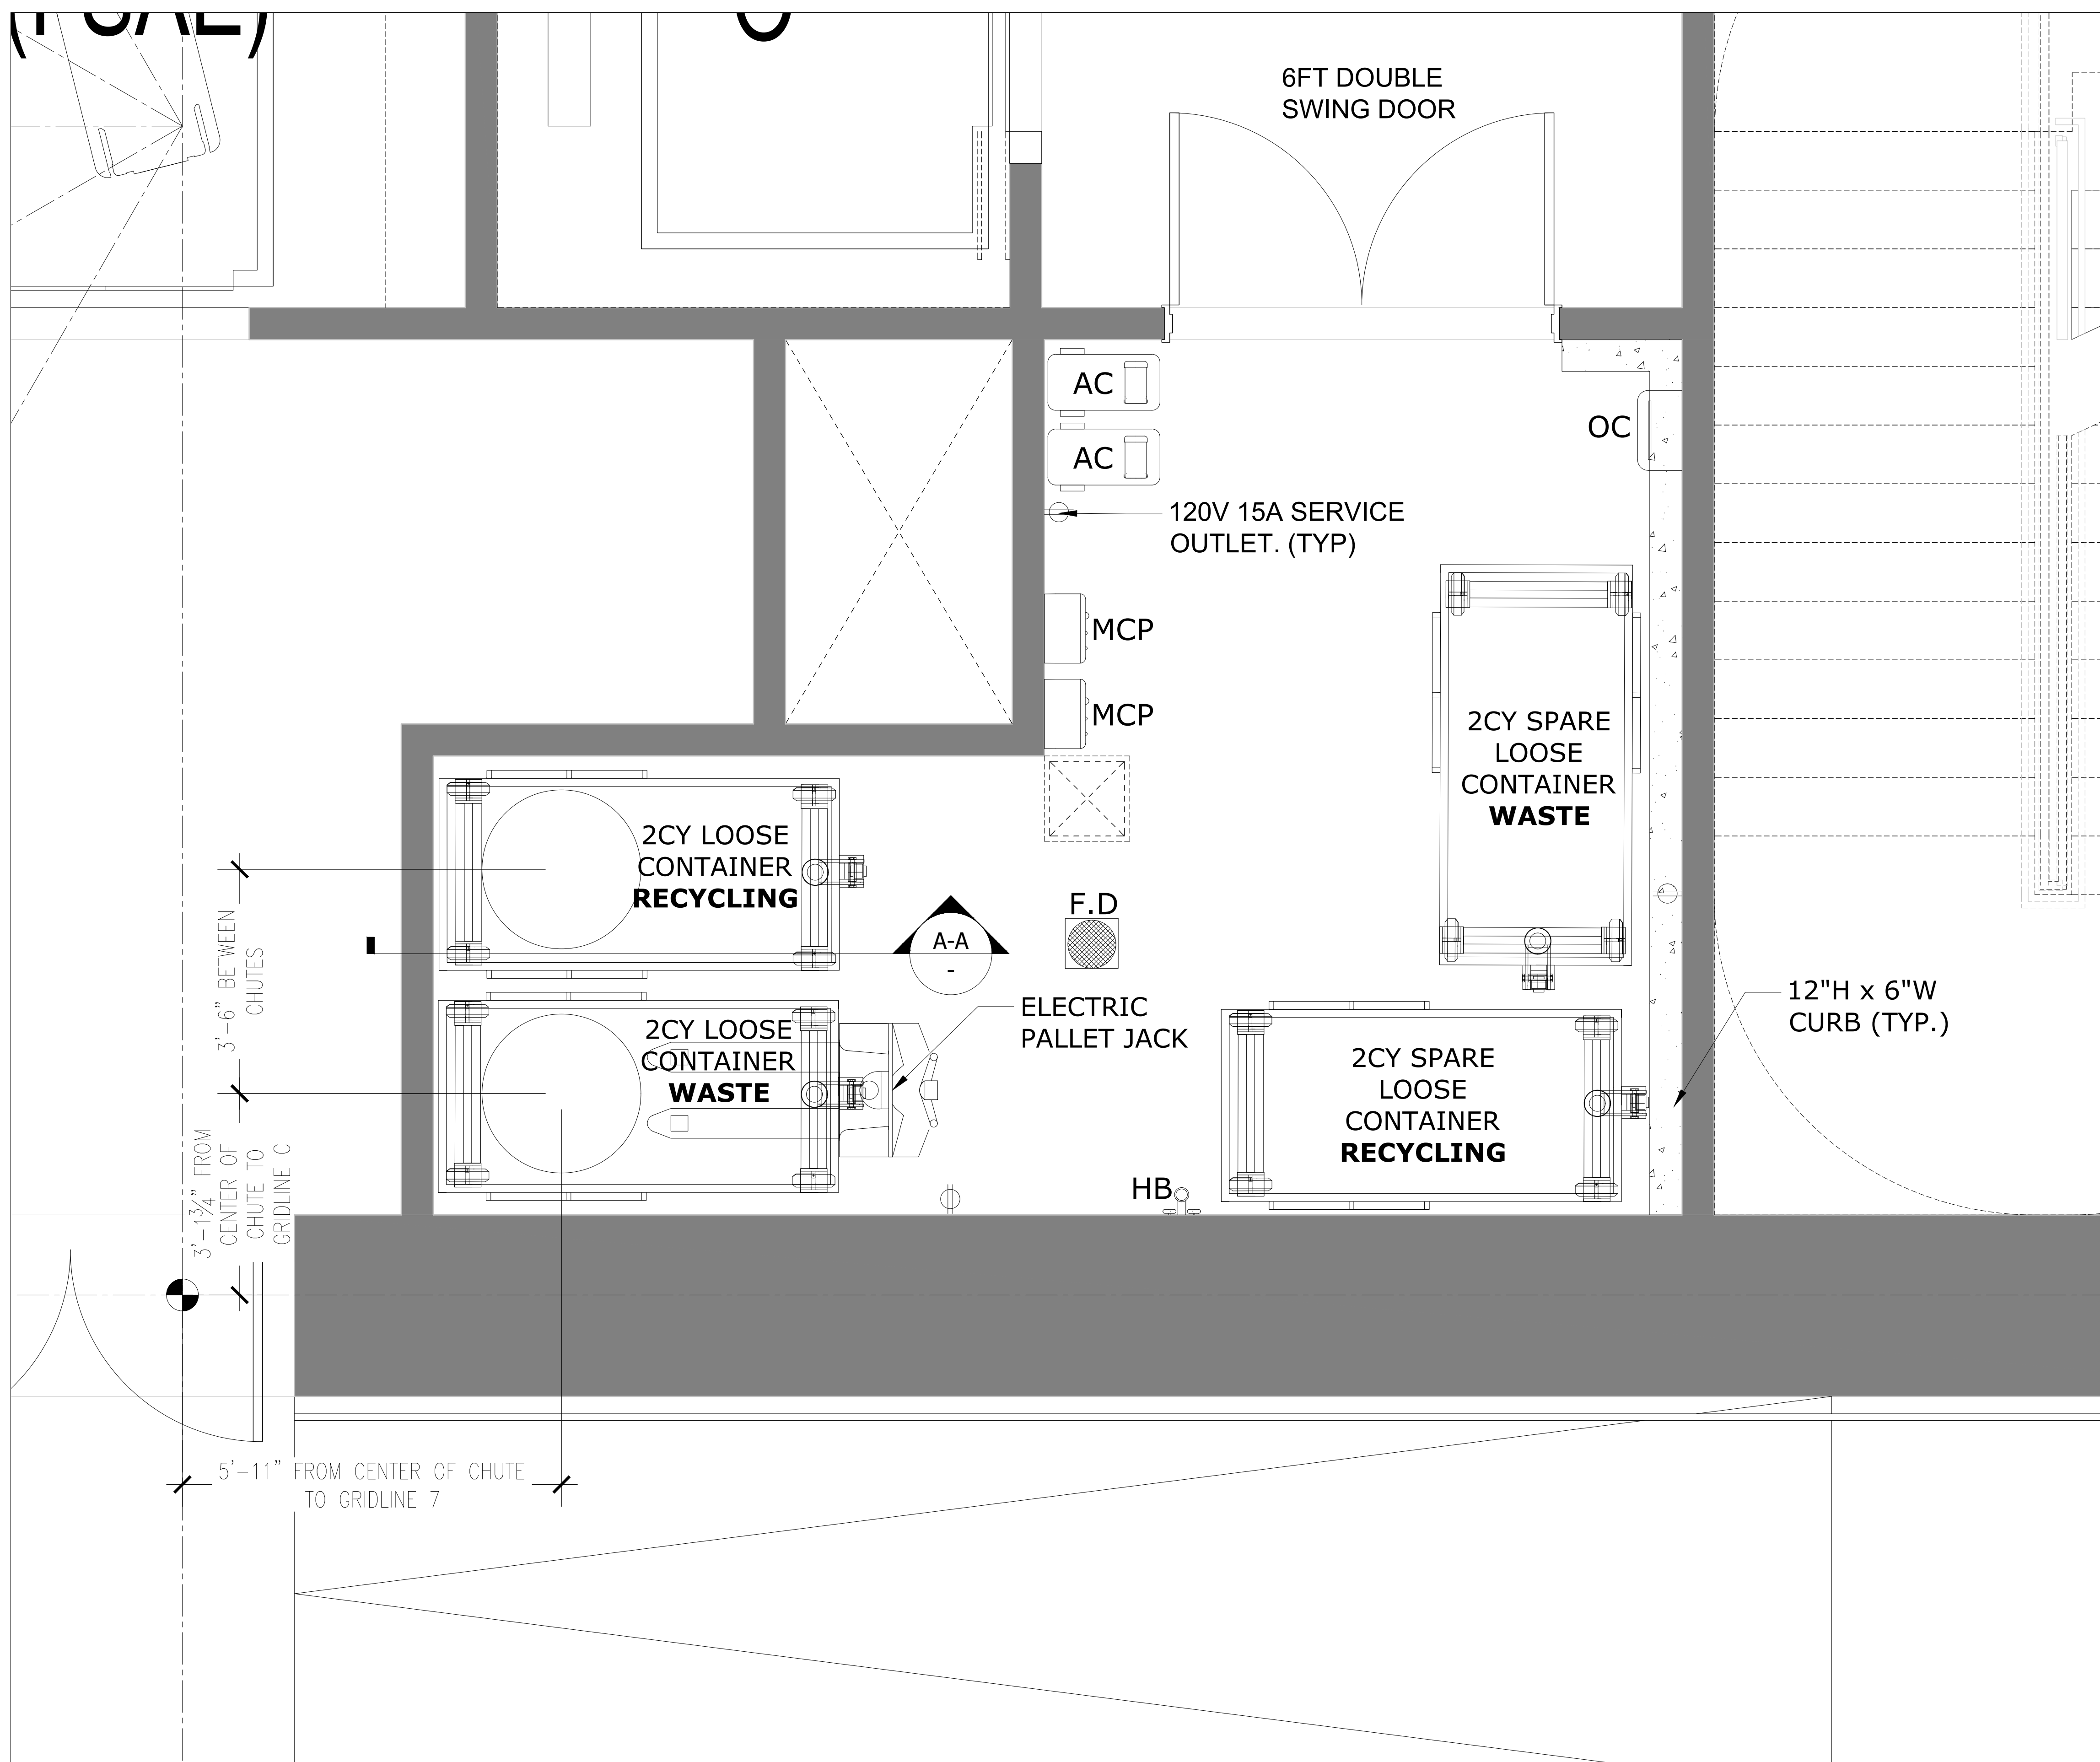 6FT DOUBLE
SWING DOOR
AC
OC
AC
120V 15A SERVICE
OUTLET. (TYP)
MCP
MCP
2CY SPARE
LOOSE
CONTAINER
WASTE
2CY LOOSE
CONTAINER
RECYCLING
F.D
A-A
-
3'-6" BETWEEN
CHUTES
ELECTRIC
PALLET JACK
12"H x 6"W
CURB (TYP.)
2CY LOOSE
CONTAINER
WASTE
2CY SPARE
LOOSE
CONTAINER
RECYCLING
3'-1¾" FROM
CENTER OF
CHUTE TO
GRIDLINE C
HB
5'-11" FROM CENTER OF CHUTE
TO GRIDLINE 7